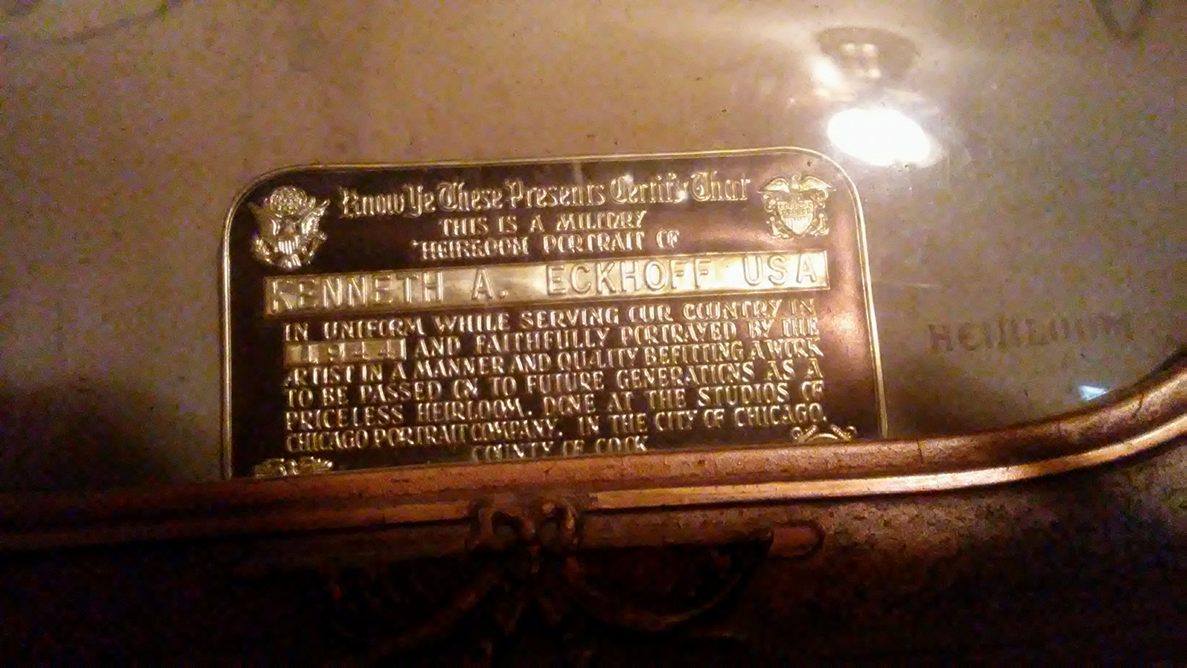 Know Ye These Presents Certify That
THIS IS A MILITARY
HEIRLOOM PORTRAIT OF
KENNETH A. ECKHOFF USA
IN UNIFORM WHILE SERVING OUR COUNTRY IN
1944 AND FAITHFULLY PORTRAYED BY THE
ARTIST IN A MANNER AND QUALITY BEFITTING A WORK
TO BE PASSED ON TO FUTURE GENERATIONS AS A
PRICELESS HEIRLOOM. DONE AT THE STUDIOS OF
CHICAGO PORTRAIT COMPANY, IN THE CITY OF CHICAGO,
COUNTY OF COOK
HEIRLOOM